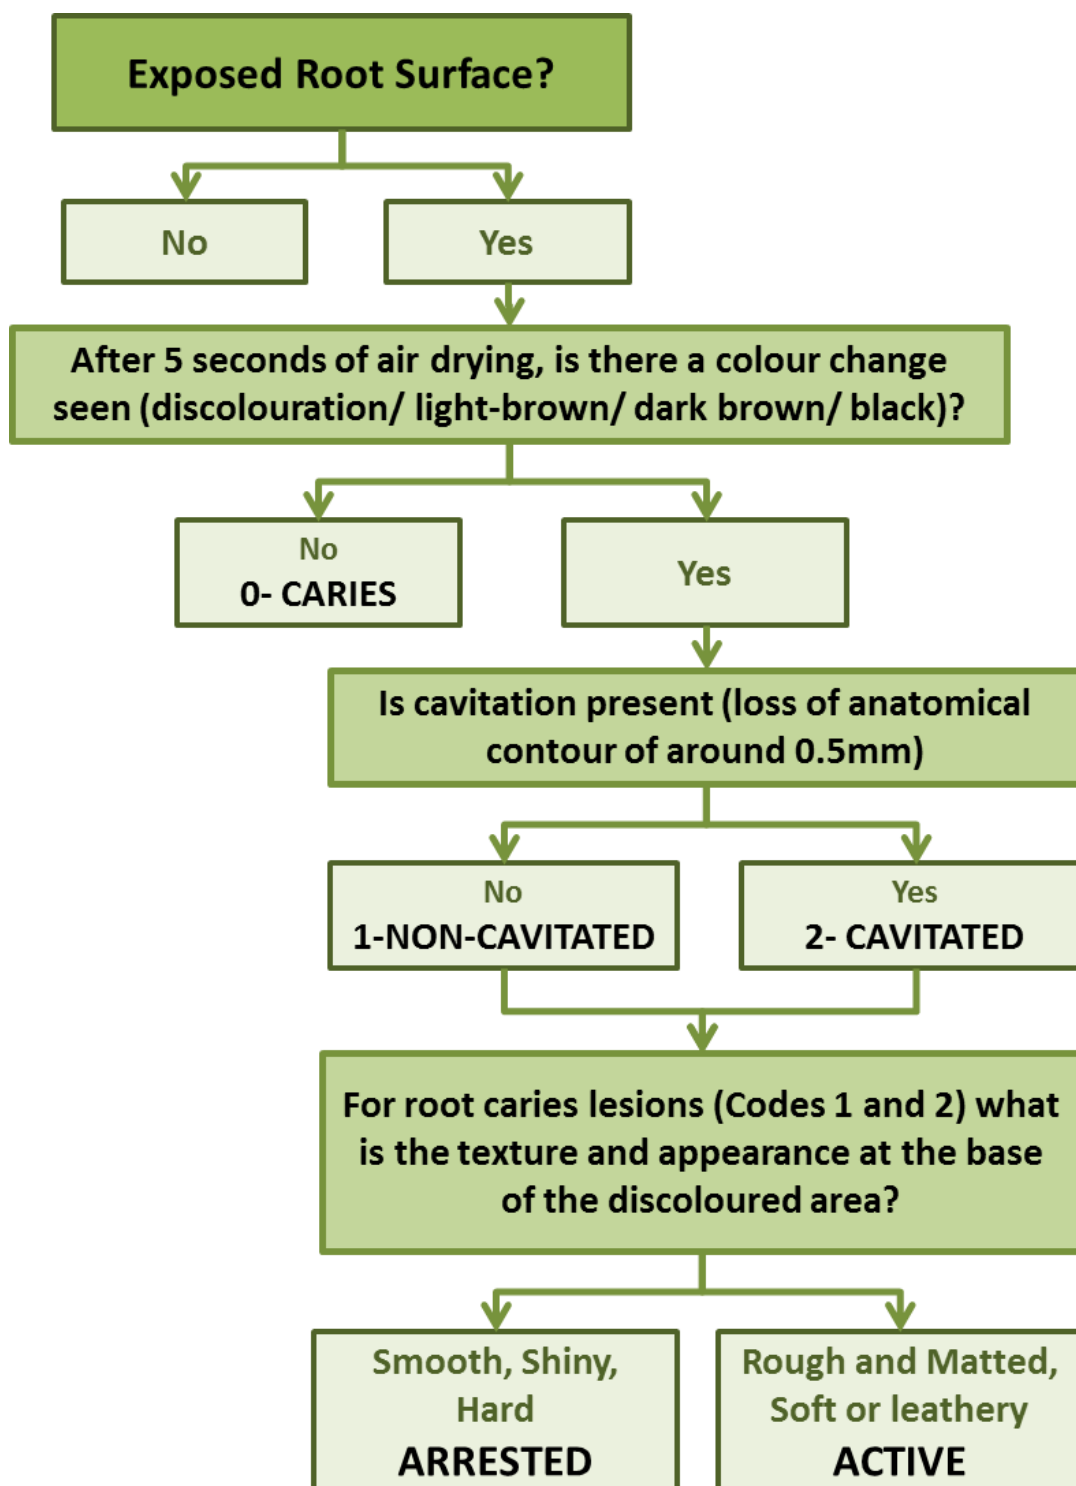 Exposed Root Surface?
No
Yes
After 5 seconds of air drying, is there a colour change
seen (discolouration/ light-brown/ dark brown/ black)?
No
0- CARIES
Yes
Is cavitation present (loss of anatomical
contour of around 0.5mm)
No
1-NON-CAVITATED
Yes
2- CAVITATED
For root caries lesions (Codes 1 and 2) what
is the texture and appearance at the base
of the discoloured area?
Smooth, Shiny,
Hard
ARRESTED
Rough and Matted,
Soft or leathery
ACTIVE